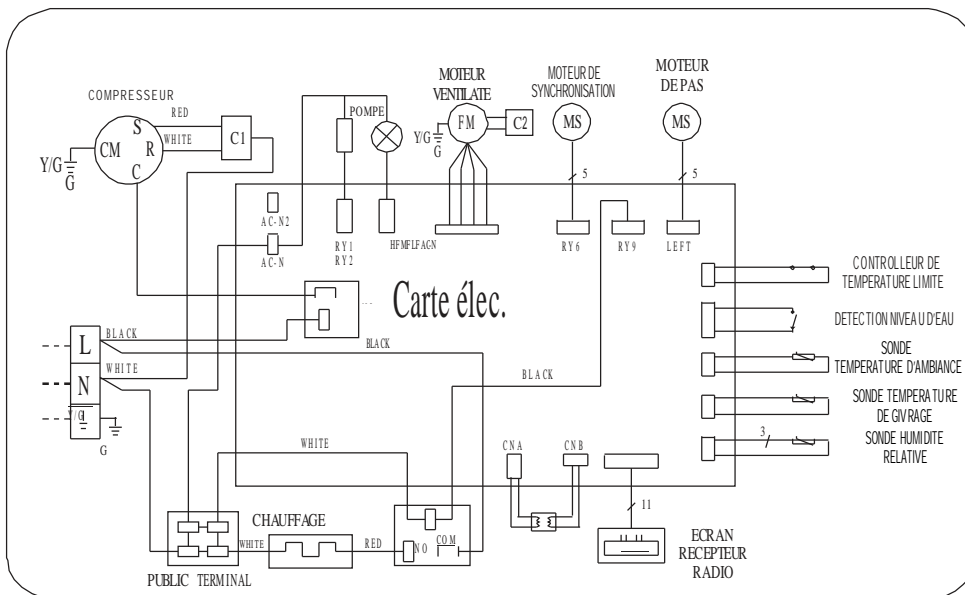 MOTEUR
VENTILATE
MOTEUR DE
SYNCHRONISATION
MOTEUR
DE PAS
COMPRESSEUR
RED
WHITE
S
CM
R
C
C1
Y/G
G
POMPE
Y/G
G
FM
C2
MS
MS
5
5
AC-N2
AC-N
RY1
RY2
HFMFLFAGN
RY6
RY9
LEFT
Carte élec.
...
CONTROLLEUR DE
TEMPERATURE LIMITE
DETECTION NIVEAU D'EAU
SONDE
TEMPERATURE D'AMBIANCE
SONDE TEMPERATURE
DE GIVRAGE
SONDE HUMIDITE
RELATIVE
3
L
BLACK
BLACK
N
WHITE
BLACK
Y/G
G
WHITE
CNA
CNB
11
CHAUFFAGE
WHITE
RED
NO
COM
PUBLIC TERMINAL
ECRAN
RECEPTEUR
RADIO